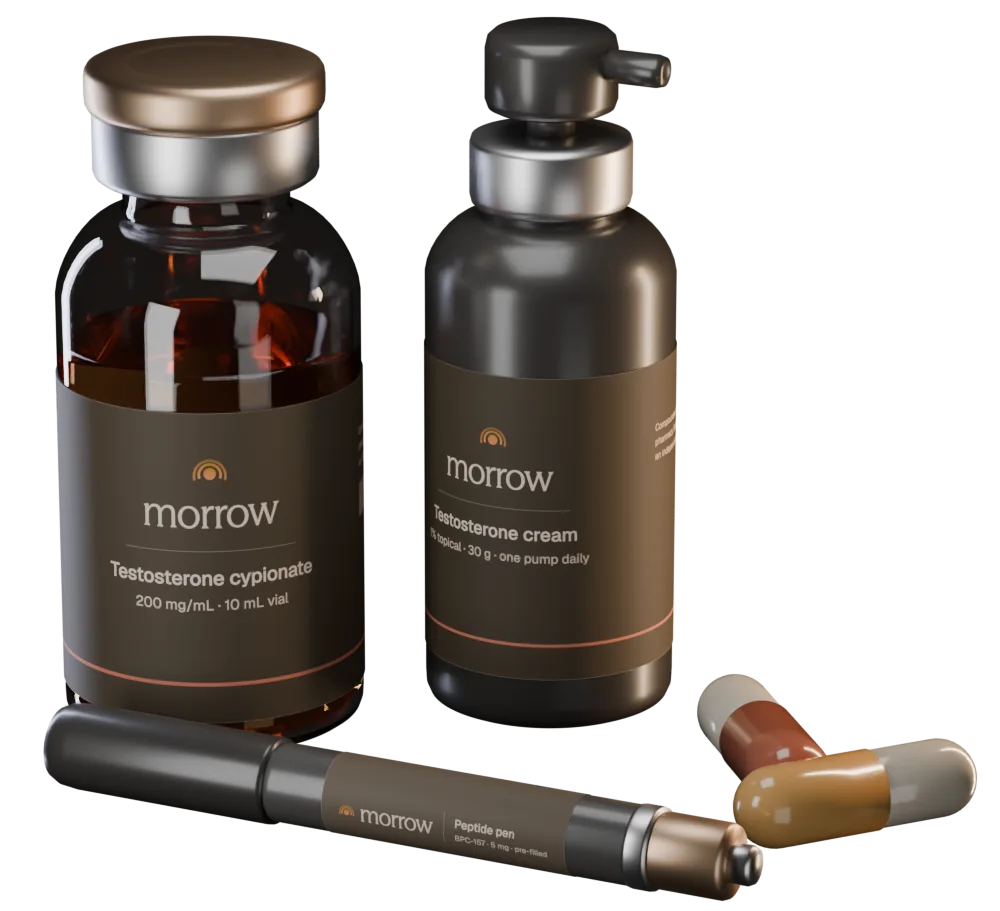 morrow
Testosterone cypionate
200 mg/mL · 10 mL vial
morrow
Testosterone cream
1% topical · 30 g · one pump daily
morrow
Peptide pen
BPC-157 · 5 mg · pre-filled